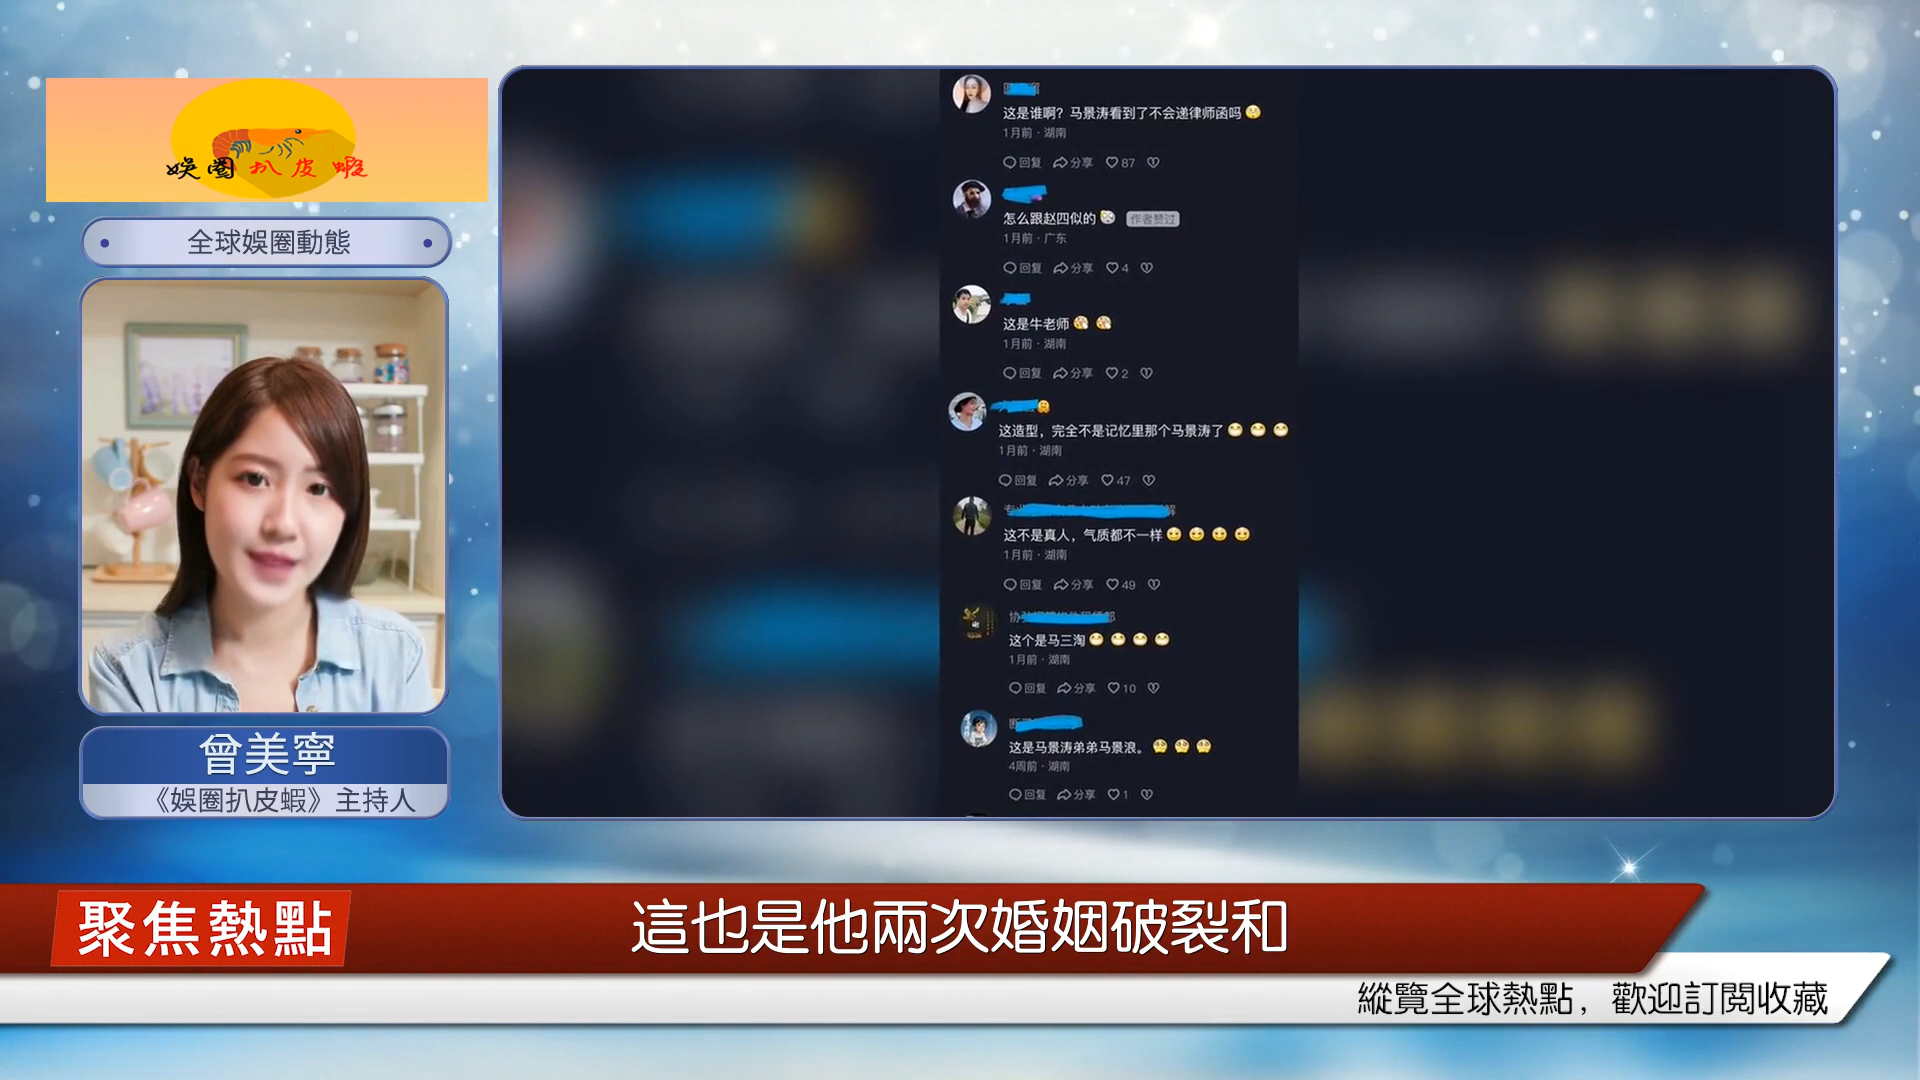 娛圈扒皮蝦
全球娛圈動態
曾美寧
《娛圈扒皮蝦》主持人
这是谁啊？马景涛看到了不会递律师函吗
1月前·湖南
回复 分享 87
怎么跟赵四似的 作者赞过
1月前·广东
回复 分享 4
这是牛老师
1月前·湖南
回复 分享 2
这造型，完全不是记忆里那个马景涛了
1月前·湖南
回复 分享 47
这不是真人，气质都不一样
1月前·湖南
回复 分享 49
这个是马三淘
1月前·湖南
回复 分享 10
这是马景涛弟弟马景浪。
4周前·湖南
回复 分享 1
聚焦熱點
這也是他兩次婚姻破裂和
縱覽全球熱點，歡迎訂閱收藏